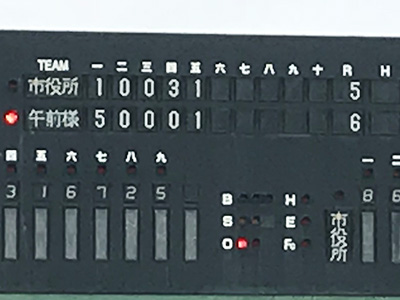 TEAM 一 二 三 四 五 六 七 八 九 十 R H
市役所 1 0 0 3 1 5
午前様 5 0 0 0 1 6
四 五 六 七 八 九 一 二
3 1 6 7 2 5 8 6
B H
S E
O Fc
市役所